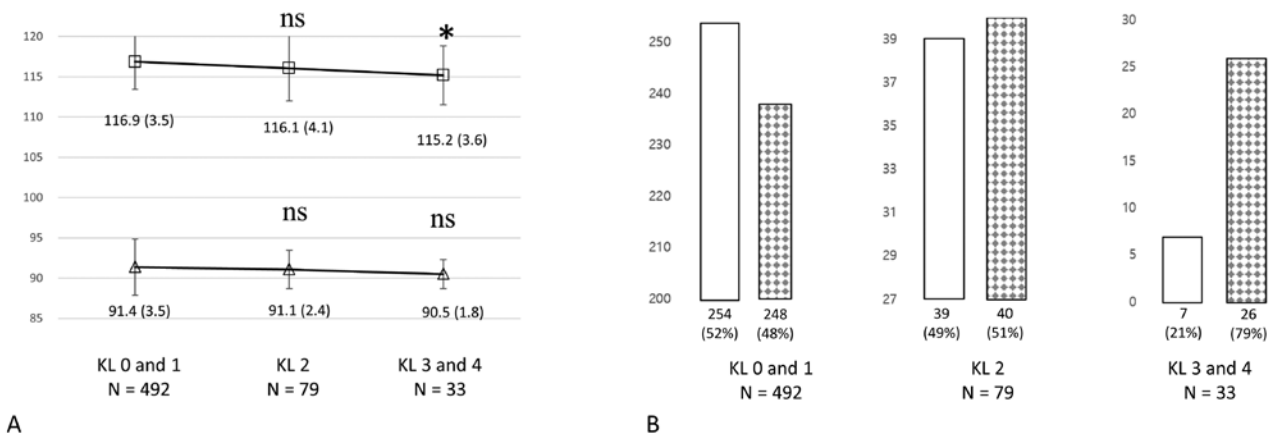 ns
*
120
115
116.9 (3.5)
116.1 (4.1)
115.2 (3.6)
110
105
100
ns
ns
95
90
91.4 (3.5)
91.1 (2.4)
90.5 (1.8)
85
KL 0 and 1
N = 492
KL 2
N = 79
KL 3 and 4
N = 33
A
250
240
230
220
210
200
254
(52%)
248
(48%)
KL 0 and 1
N = 492
39
37
35
33
31
29
27
39
(49%)
40
(51%)
KL 2
N = 79
30
25
20
15
10
5
0
7
(21%)
26
(79%)
KL 3 and 4
N = 33
B